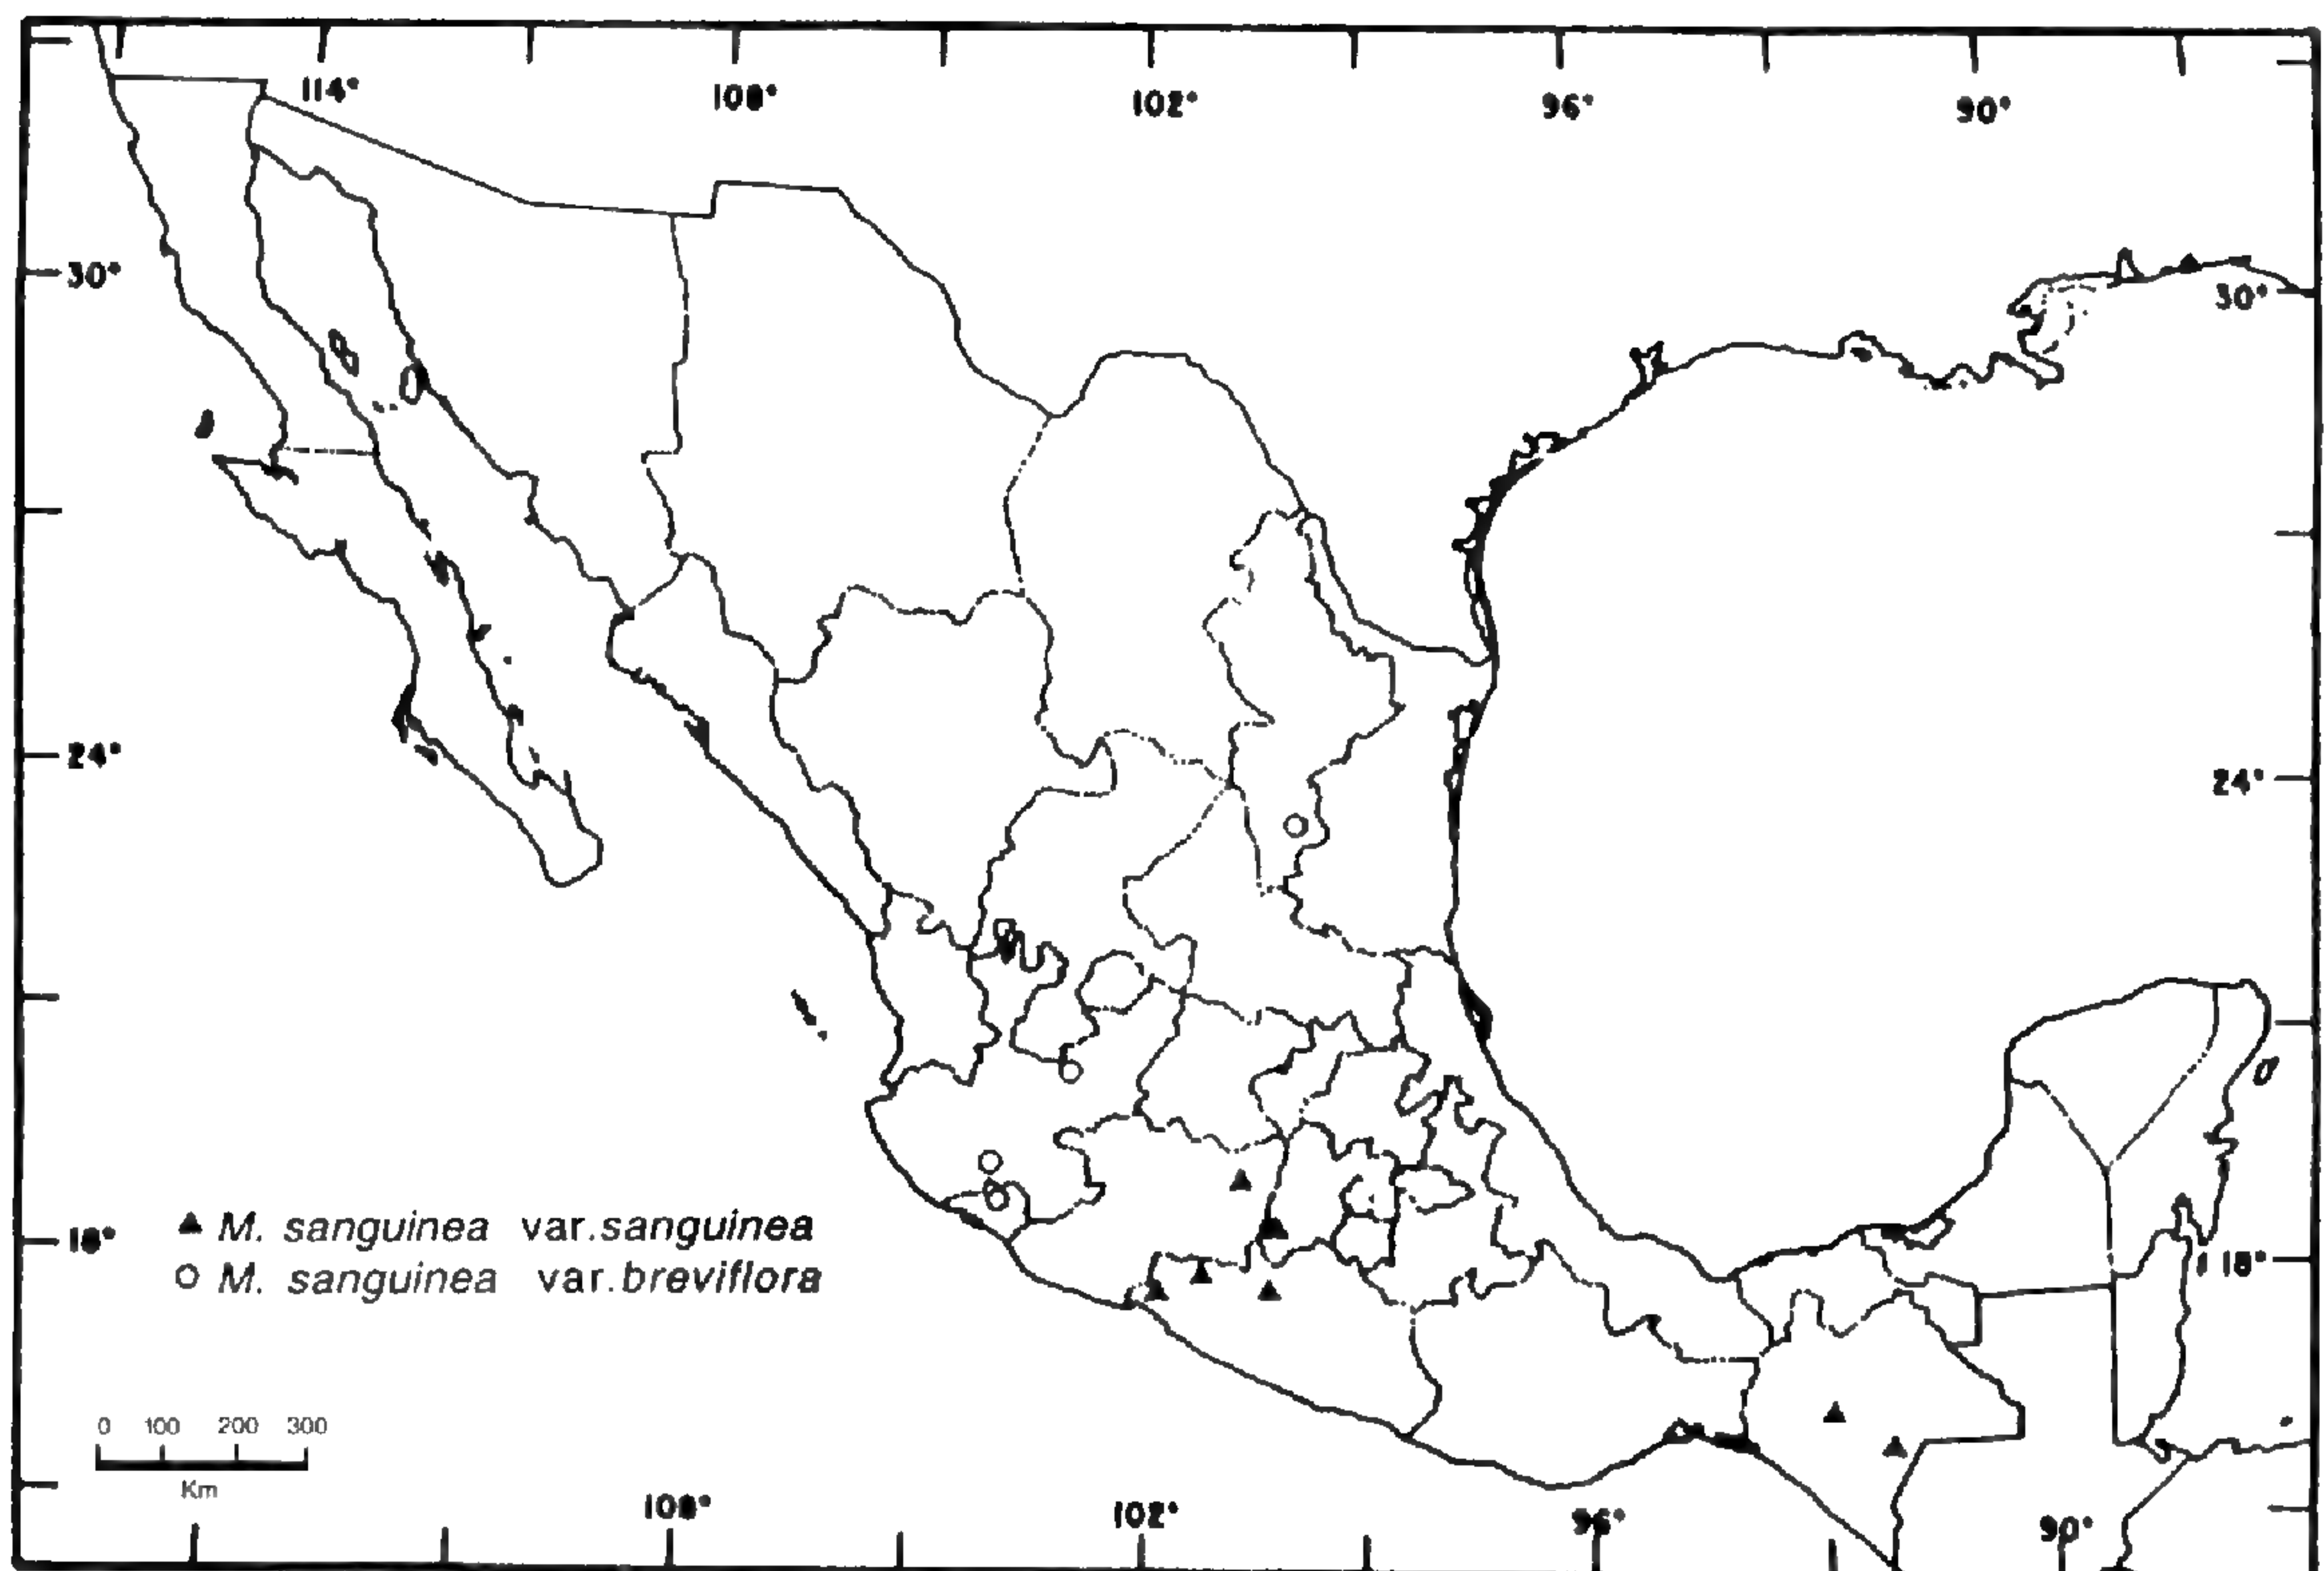 114° 108° 102° 96° 90°
30°
30°
24°
24°
▲ M. sanguinea var. sanguinea
18°
○ M. sanguinea var. breviflora
18°
0 100 200 300
Km
108° 102° 96° 90°